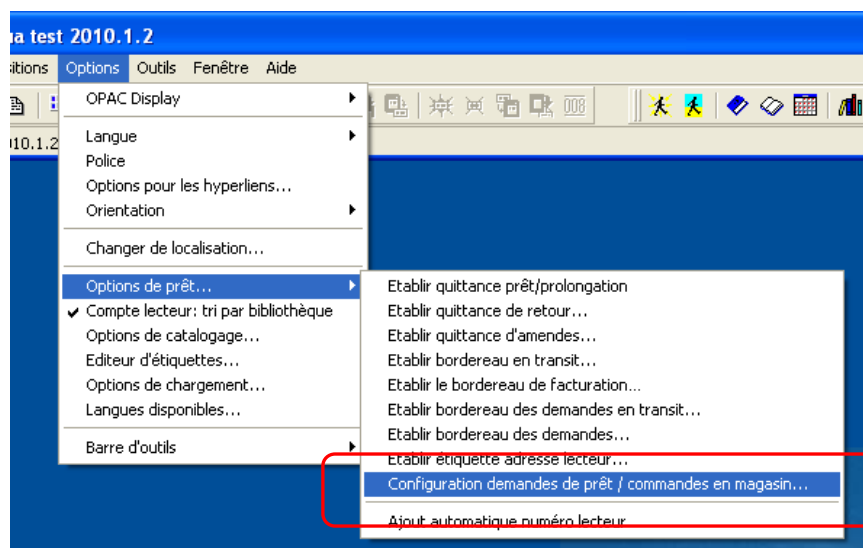 test 2010.1.2
Options Outils Fenêtre Aide
OPAC Display
008
Langue
010.1.2
Police
Options pour les hyperliens...
Orientation
Changer de localisation...
Options de prêt...
Compte lecteur: tri par bibliothèque
Options de catalogage...
Editeur d'étiquettes...
Options de chargement...
Langues disponibles...
Barre d'outils
Etablir quittance prêt/prolongation
Etablir quittance de retour...
Etablir quittance d'amendes...
Etablir bordereau en transit...
Etablir le bordereau de facturation...
Etablir bordereau des demandes en transit...
Etablir bordereau des demandes...
Etablir étiquette adresse lecteur...
Configuration demandes de prêt / commandes en magasin...
Ajout automatique numéro lecteur